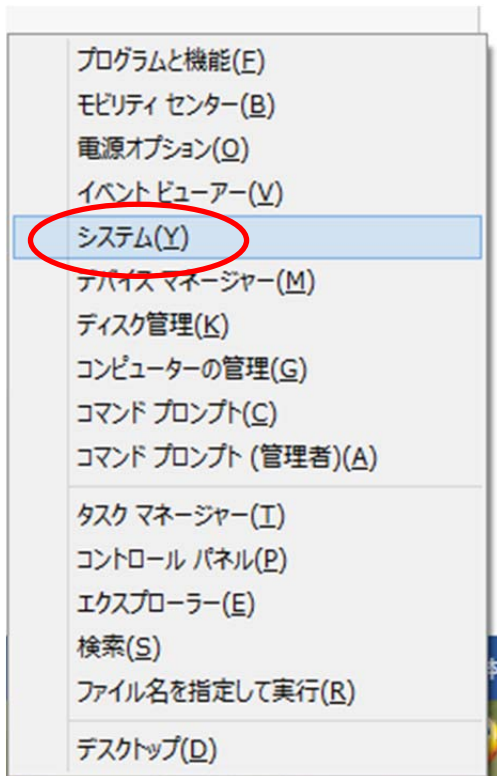 プログラムと機能(F)
モビリティ センター(B)
電源オプション(O)
イベント ビューアー(V)
システム(Y)
デバイス マネージャー(M)
ディスク管理(K)
コンピューターの管理(G)
コマンド プロンプト(C)
コマンド プロンプト (管理者)(A)
タスク マネージャー(T)
コントロール パネル(P)
エクスプローラー(E)
検索(S)
ファイル名を指定して実行(R)
デスクトップ(D)